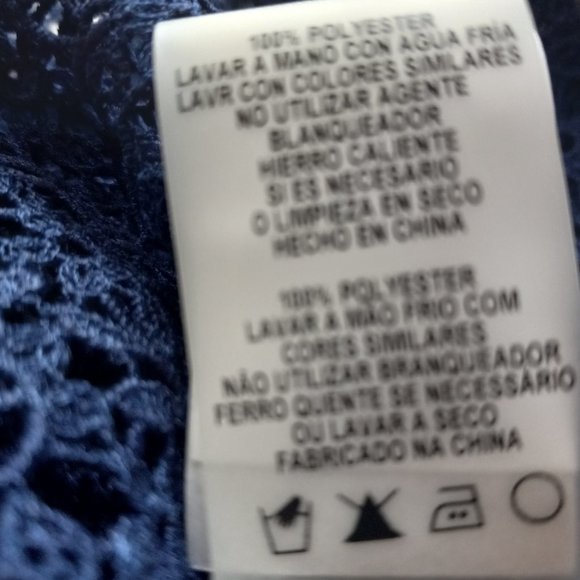 100% POLYESTER
LAVAR A MANO CON AGUA FRÍA
LAVR CON COLORES SIMILARES
NO UTILIZAR AGENTE
BLANQUEADOR
HIERRO CALIENTE
SI ES NECESARIO
O LIMPIEZA EN SECO
HECHO EN CHINA
100% POLYESTER
LAVAR A MÃO FRIO COM
CORES SIMILARES
NÃO UTILIZAR BRANQUEADOR
FERRO QUENTE SE NECESSÁRIO
OU LAVAR A SECO
FABRICADO NA CHINA